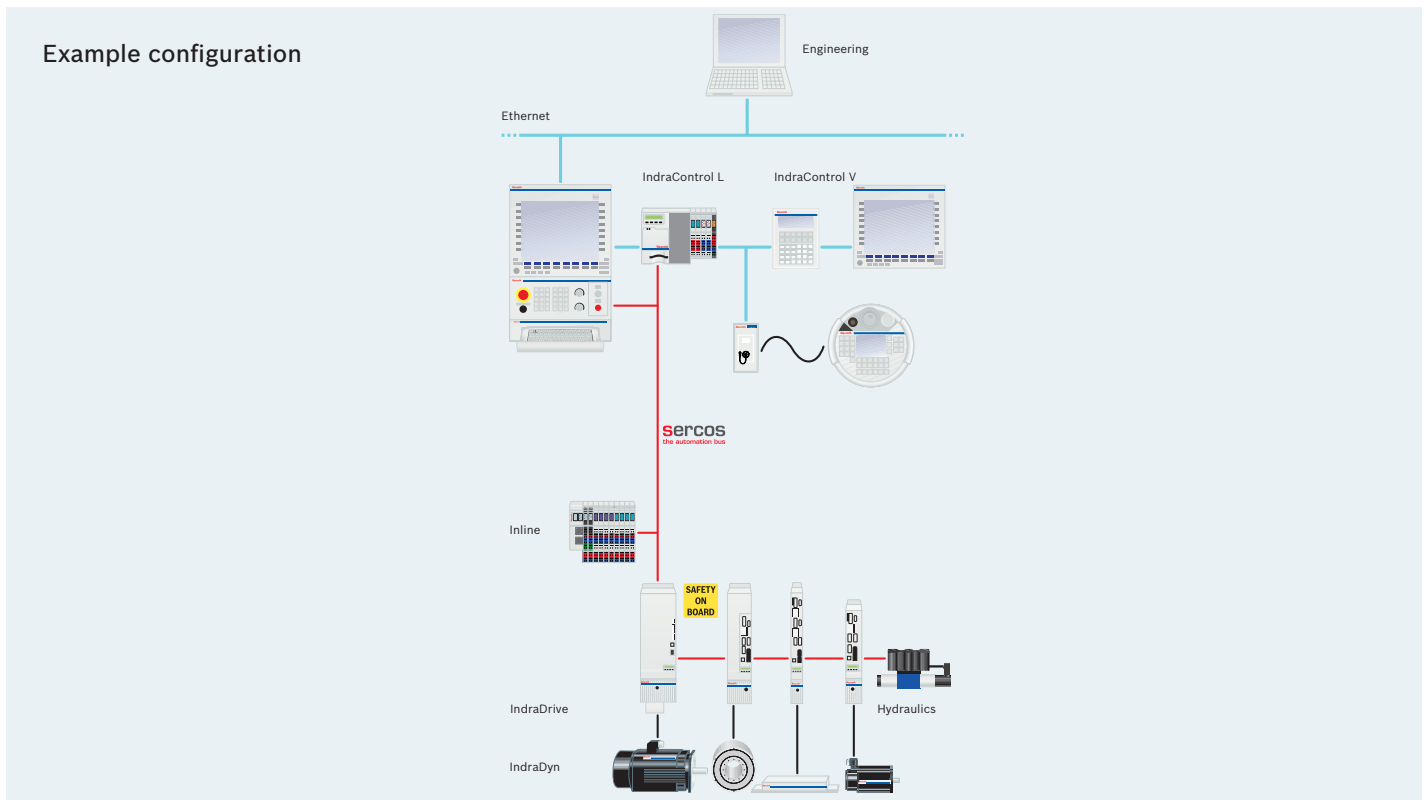 Example configuration
Engineering
Ethernet
IndraControl L
IndraControl V
sercos
the automation bus
Inline
SAFETY
ON
BOARD
IndraDrive
Hydraulics
IndraDyn